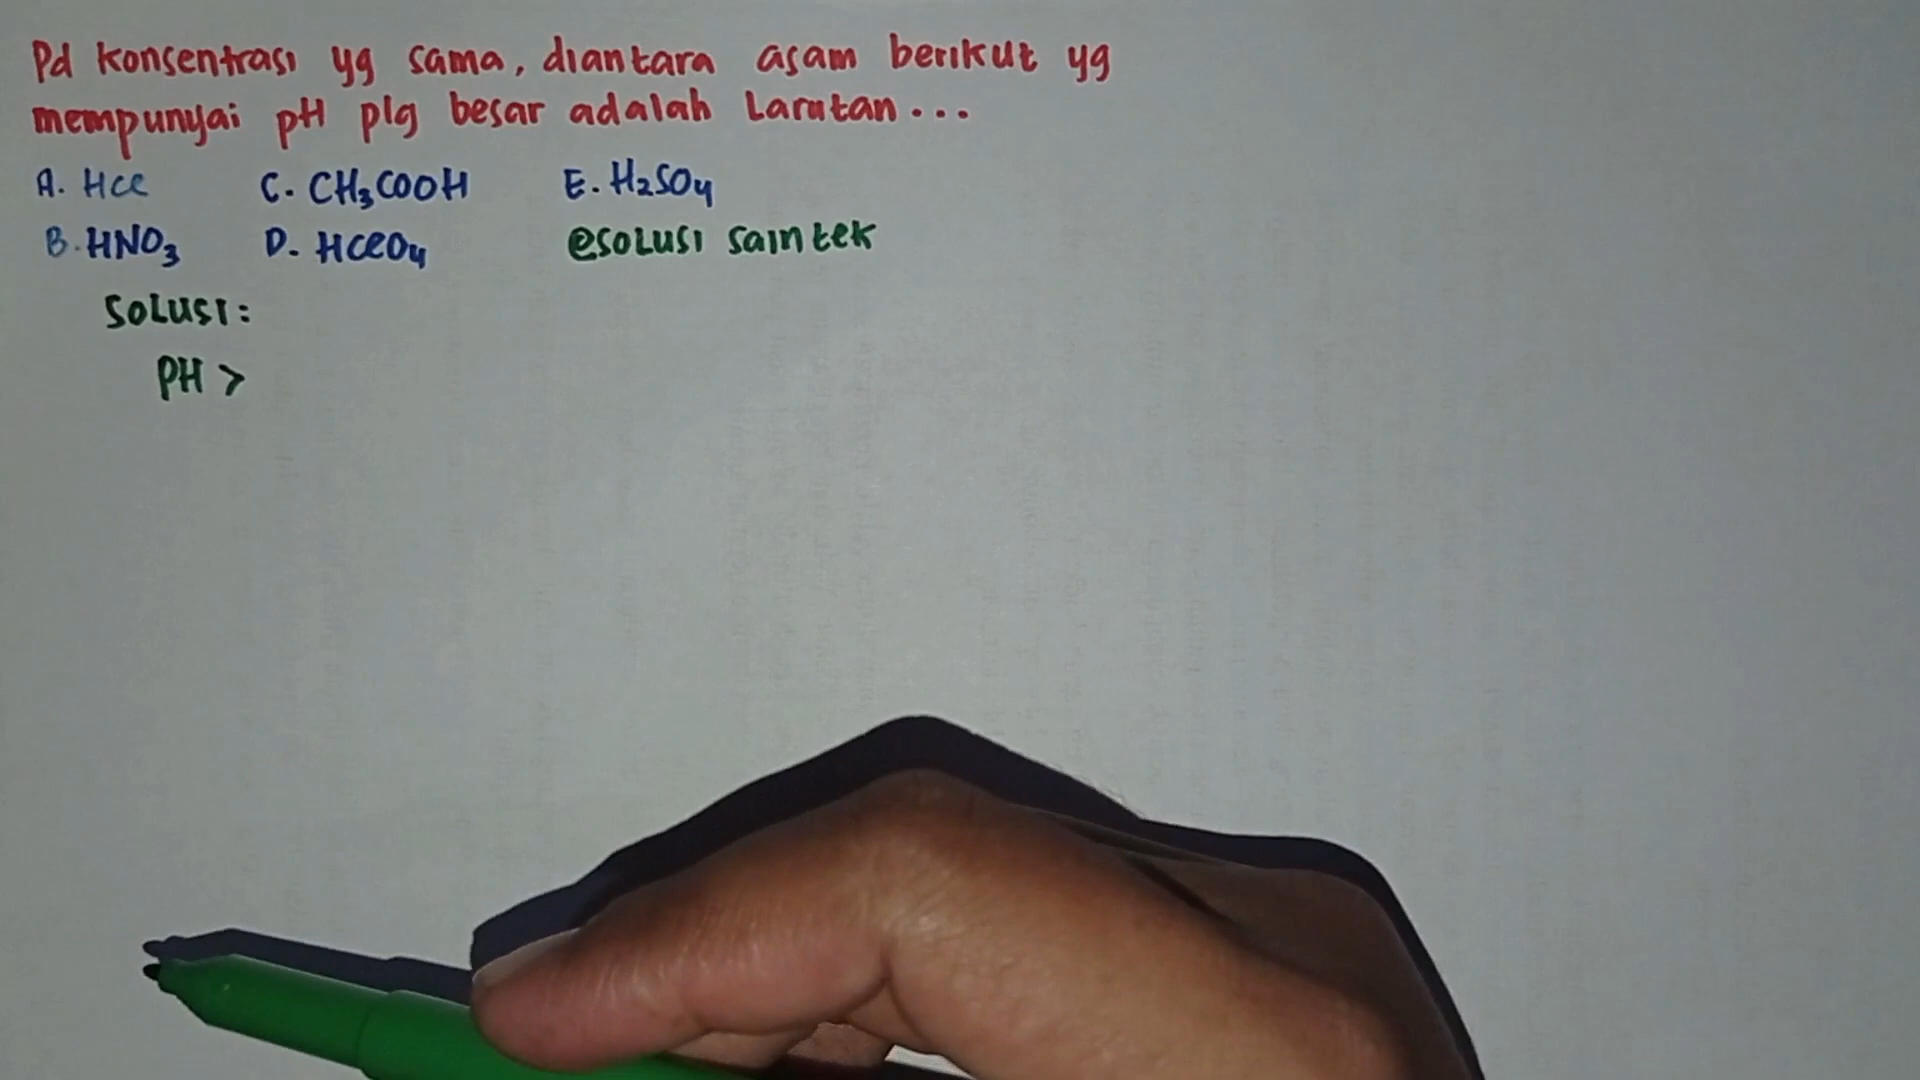 Pd konsentrasi yg sama, diantara asam berikut yg
mempunyai pH plg besar adalah Larutan...
A. HCl C. CH₃COOH E. H₂SO₄
B. HNO₃ D. HClO₄ @SOLUSI Saintek
SOLUSI:
PH >